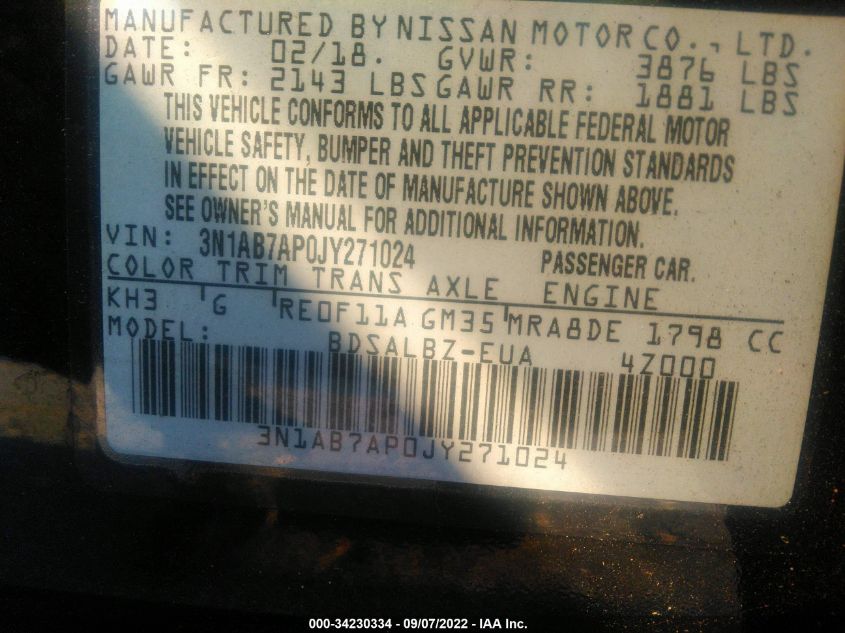 MANUFACTURED BY NISSAN MOTOR CO., LTD.
DATE: 02/18. GVWR: 3876 LBS
GAWR FR: 2143 LBS GAWR RR: 1881 LBS
THIS VEHICLE CONFORMS TO ALL APPLICABLE FEDERAL MOTOR
VEHICLE SAFETY, BUMPER AND THEFT PREVENTION STANDARDS
IN EFFECT ON THE DATE OF MANUFACTURE SHOWN ABOVE.
SEE OWNER'S MANUAL FOR ADDITIONAL INFORMATION.
VIN: 3N1AB7AP0JY271024 PASSENGER CAR.
COLOR TRIM TRANS AXLE ENGINE
KH3 G RE0F11A GM35 MRA8DE 1798 CC
MODEL: BDSALBZ-EUA 4Z000
3N1AB7AP0JY271024
000-34230334 - 09/07/2022 - IAA Inc.